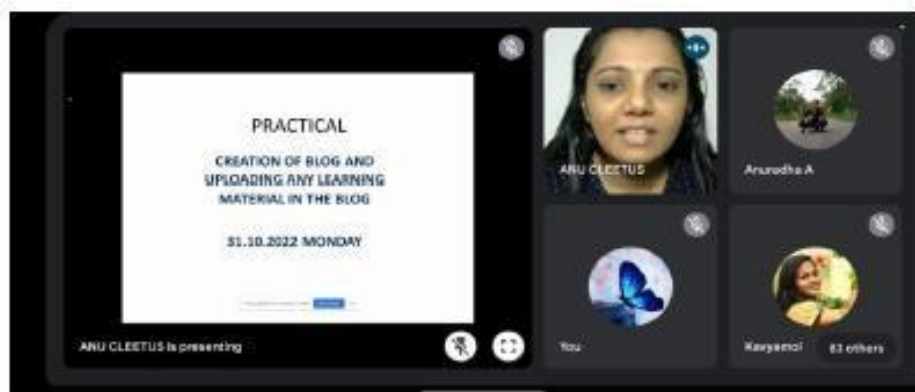 PRACTICAL
CREATION OF BLOG AND
UPLOADING ANY LEARNING
MATERIAL IN THE BLOG
31.10.2022 MONDAY
ANU CLEETUS is presenting
ANU CLEETUS
Anuradha A
You
Kavyamol
83 others